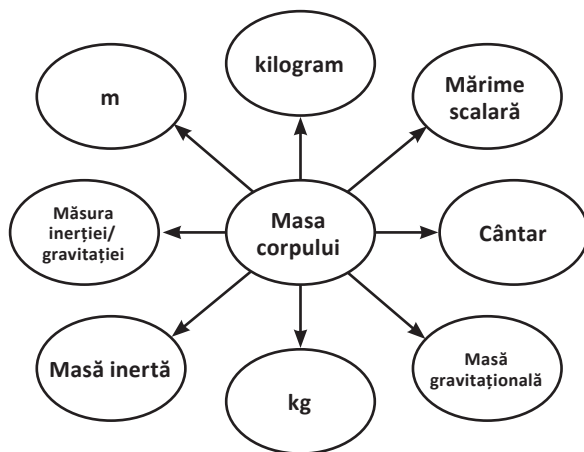 kilogram
m
Mărime
scalară
Măsura
inerției/
gravitației
Masa
corpului
Cântar
Masă inertă
kg
Masă
gravitațională